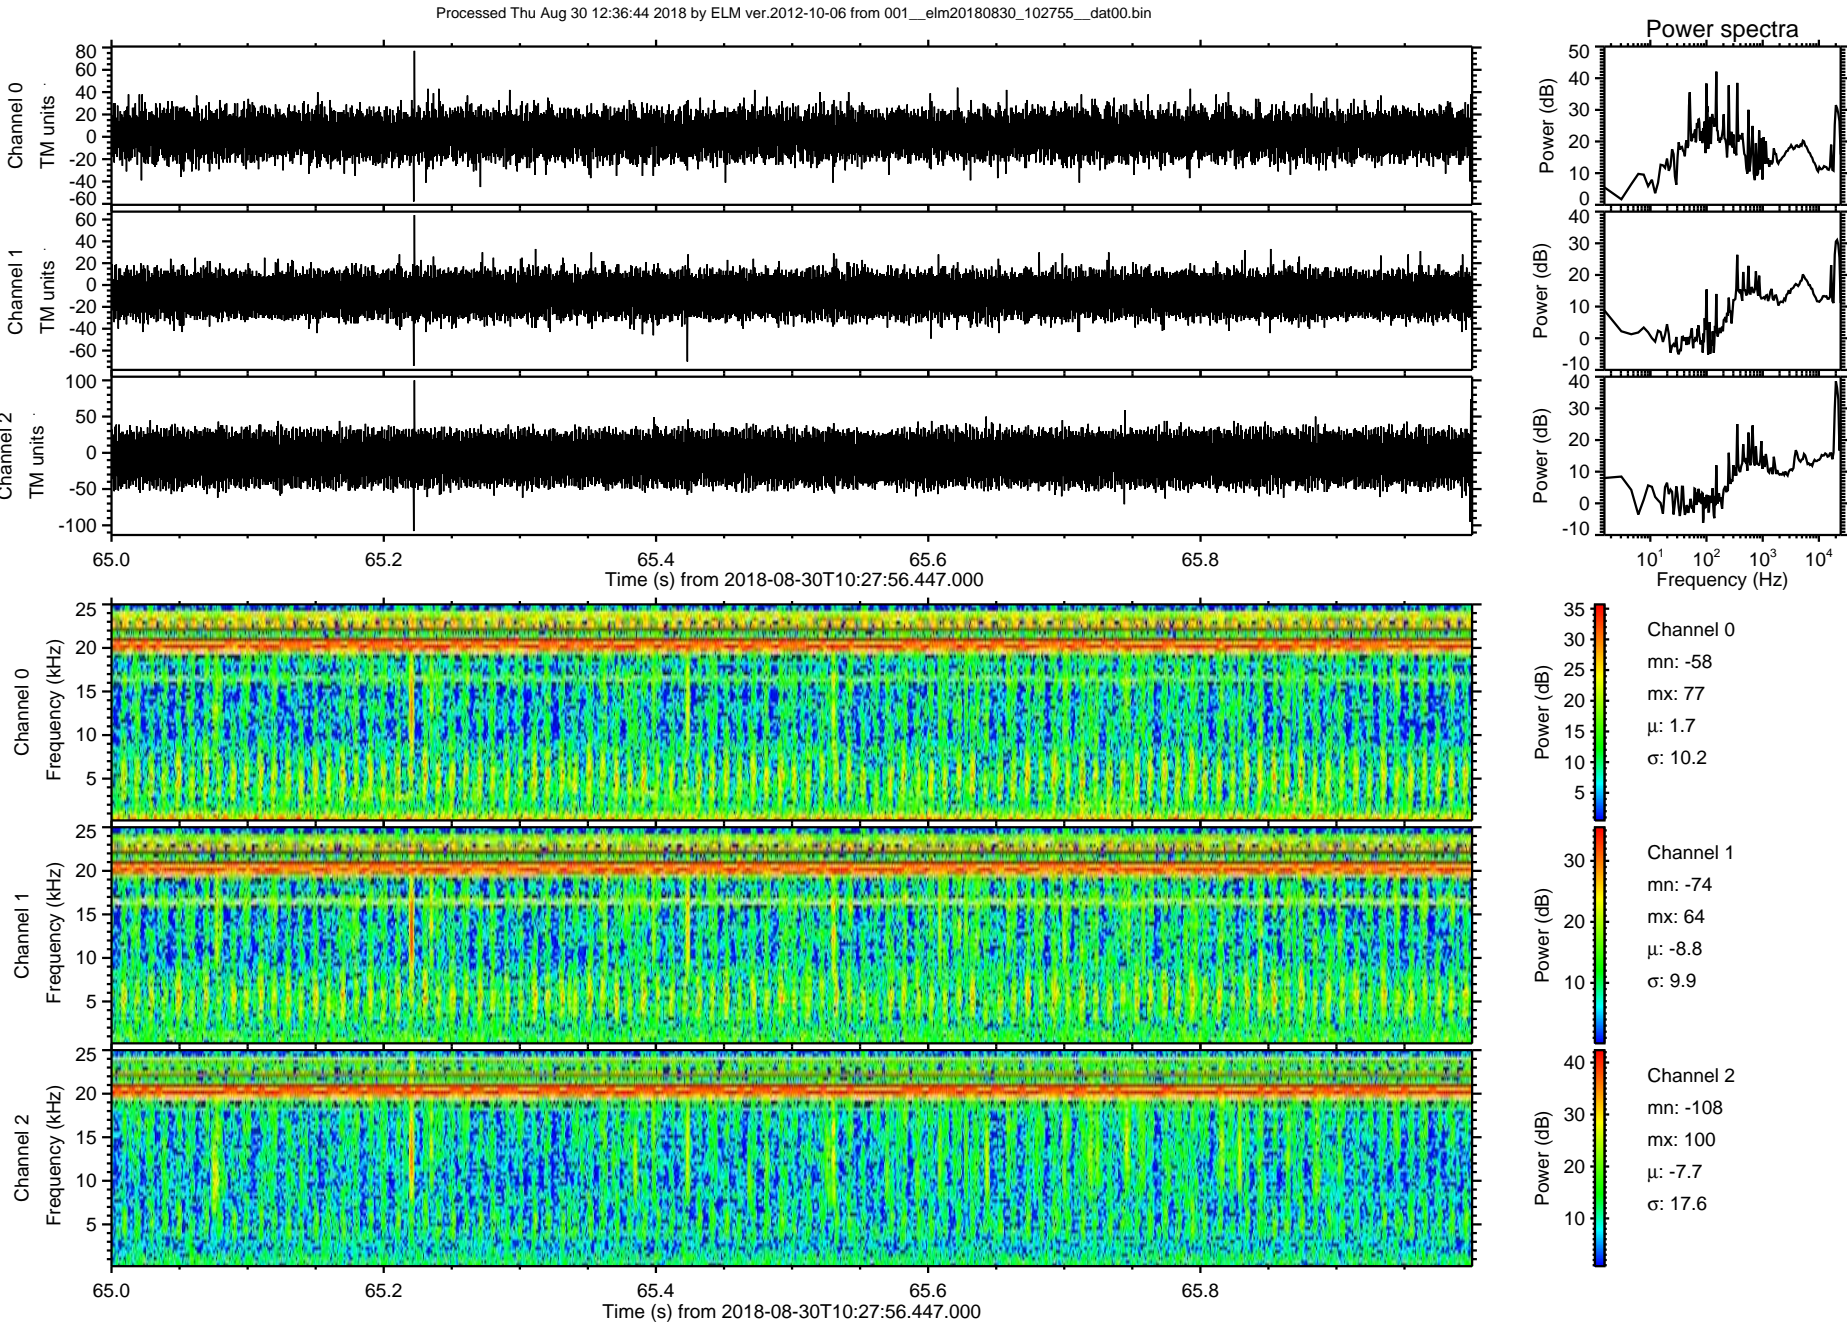 Processed Thu Aug 30 12:36:44 2018 by ELM ver.2012-10-06 from 001__elm20180830_102755__dat00.bin
Power spectra
Channel 0
TM units
80
60
40
20
0
-20
-40
-60
Power (dB)
50
40
30
20
10
0
Channel 1
TM units
60
40
20
0
-20
-40
-60
Power (dB)
40
30
20
10
0
-10
Channel 2
TM units
100
50
0
-50
-100
Power (dB)
40
30
20
10
0
-10
65.0 65.2 65.4 65.6 65.8
Time (s) from 2018-08-30T10:27:56.447.000
10¹ 10² 10³ 10⁴
Frequency (Hz)
Channel 0
Frequency (kHz)
25
20
15
10
5
Power (dB)
35
30
25
20
15
10
5
Channel 0
mn: -58
mx: 77
μ: 1.7
σ: 10.2
Channel 1
Frequency (kHz)
25
20
15
10
5
Power (dB)
30
20
10
Channel 1
mn: -74
mx: 64
μ: -8.8
σ: 9.9
Channel 2
Frequency (kHz)
25
20
15
10
5
Power (dB)
40
30
20
10
Channel 2
mn: -108
mx: 100
μ: -7.7
σ: 17.6
65.0 65.2 65.4 65.6 65.8
Time (s) from 2018-08-30T10:27:56.447.000